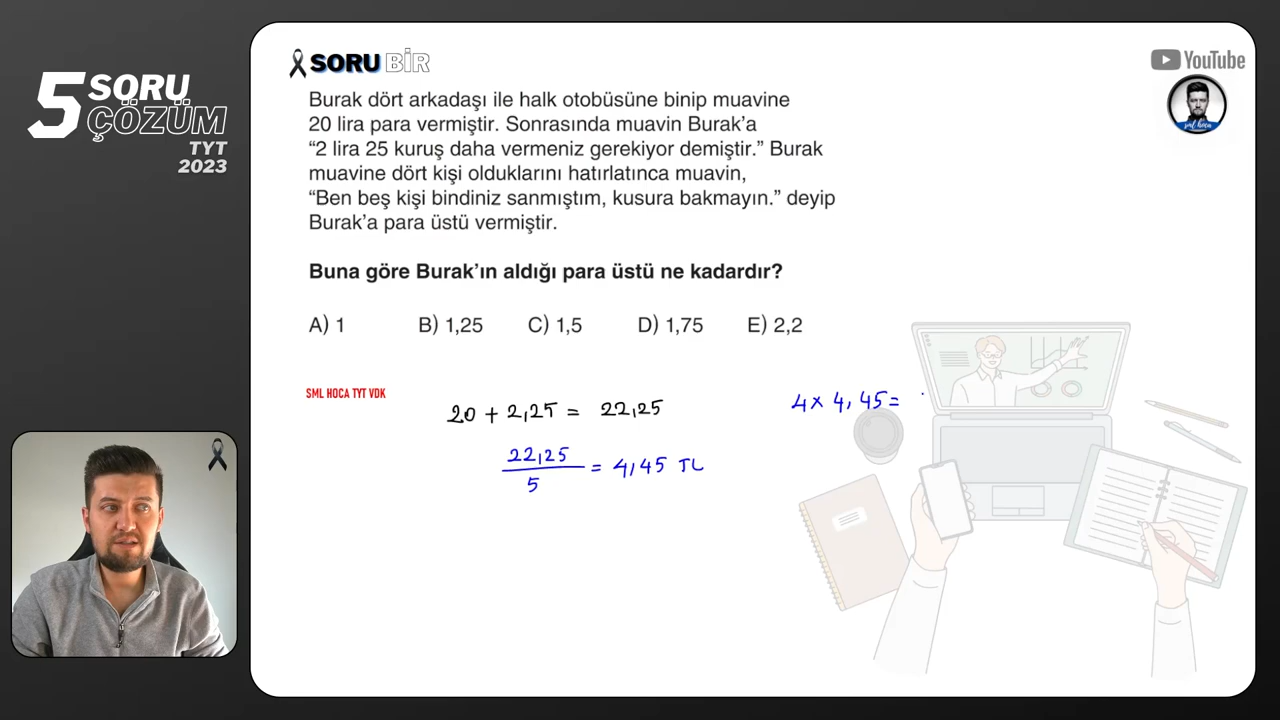 5 SORU
ÇÖZÜM
TYT
2023
SORU BİR
YouTube
sml hoca
Burak dört arkadaşı ile halk otobüsüne binip muavine
20 lira para vermiştir. Sonrasında muavin Burak’a
“2 lira 25 kuruş daha vermeniz gerekiyor demiştir.” Burak
muavine dört kişi olduklarını hatırlatınca muavin,
“Ben beş kişi bindiniz sanmıştım, kusura bakmayın.” deyip
Burak’a para üstü vermiştir.
Buna göre Burak’ın aldığı para üstü ne kadardır?
A) 1 B) 1,25 C) 1,5 D) 1,75 E) 2,2
SML HOCA TYT VDK
20 + 2,25 = 22,25
22,25
5
= 4,45 TL
4 x 4,45 =